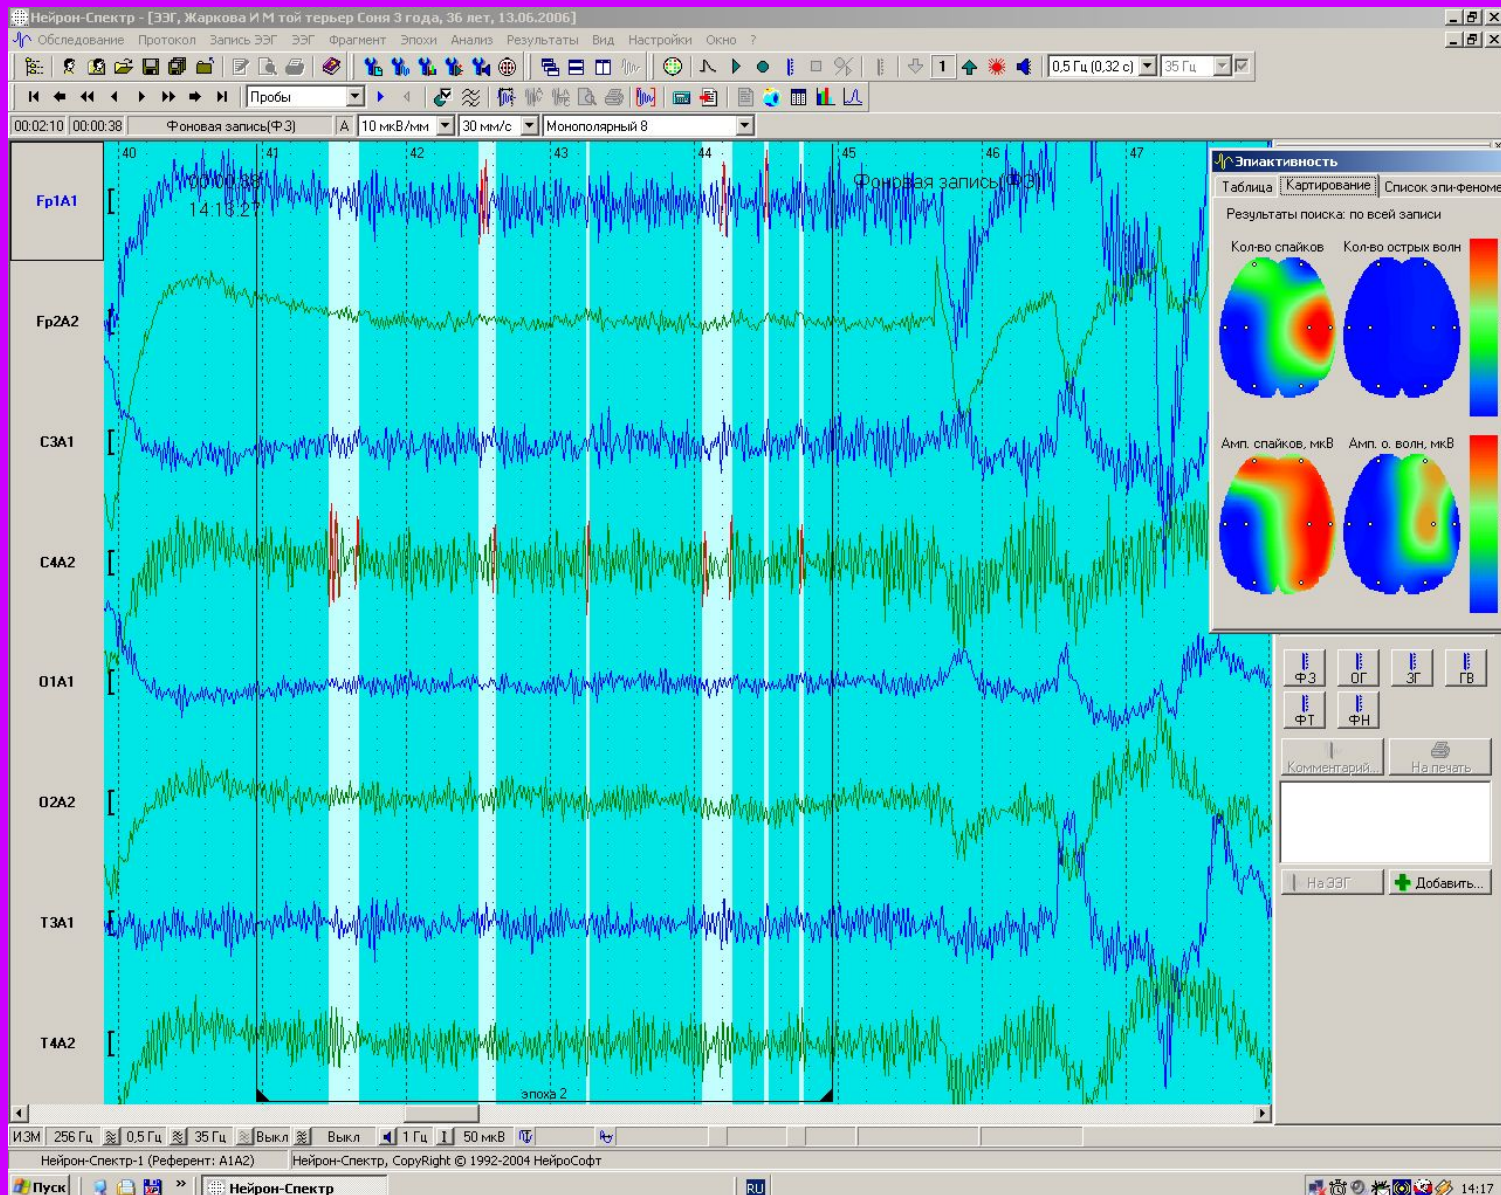 Нейрон-Спектр - [ЭЭГ, Жаркова И М той терьер Соня 3 года, 36 лет, 13.06.2006]
Обследование Протокол Запись ЭЭГ ЭЭГ Фрагмент Эпохи Анализ Результаты Вид Настройки Окно ?
1 0,5 Гц (0,32 с) 35 Гц
Пробы
00:02:10 00:00:38 Фоновая запись(ФЗ) A 10 мкВ/мм 30 мм/с Монополярный 8
40 41 42 43 44 45 46 47
00:00:38 Фоновая запись(ФЗ)
14:13:27
Fp1A1
Fp2A2
C3A1
C4A2
O1A1
O2A2
T3A1
T4A2
эпоха 2
Эпиактивность
Таблица Картирование Список эпи-феноме
Результаты поиска: по всей записи
Кол-во спайков Кол-во острых волн
Амп. спайков, мкВ Амп. о. волн, мкВ
ФЗ ОГ ЗГ ГВ
ФТ ФН
Комментарий... На печать
На ЭЭГ Добавить...
ИЗМ 256 Гц 0,5 Гц 35 Гц Выкл Выкл 1 Гц 50 мкВ
Нейрон-Спектр-1 (Референт: A1A2) Нейрон-Спектр, CopyRight © 1992-2004 НейроСофт
Пуск » Нейрон-Спектр RU 14:17